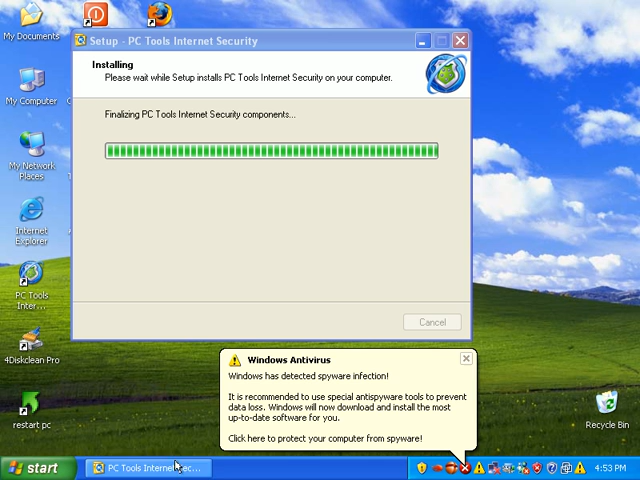 My Documents
Setup - PC Tools Internet Security
Installing
Please wait while Setup installs PC Tools Internet Security on your computer.
My Computer
Finalizing PC Tools Internet Security components...
My Network
Places
Internet
Explorer
PC Tools
Inter...
Cancel
4Diskclean Pro
Windows Antivirus
Windows has detected spyware infection!
It is recommended to use special antispyware tools to prevent
data loss. Windows will now download and install the most
up-to-date software for you.
Click here to protect your computer from spyware!
restart pc
Recycle Bin
start
PC Tools Internet Sec...
4:53 PM